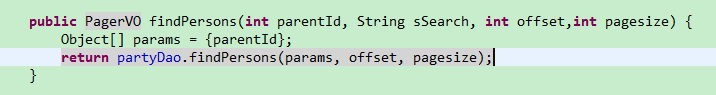 public PagerVO findPersons(int parentId, String sSearch, int offset,int pagesize) {
Object[] params = {parentId};
return partyDao.findPersons(params, offset, pagesize);
}